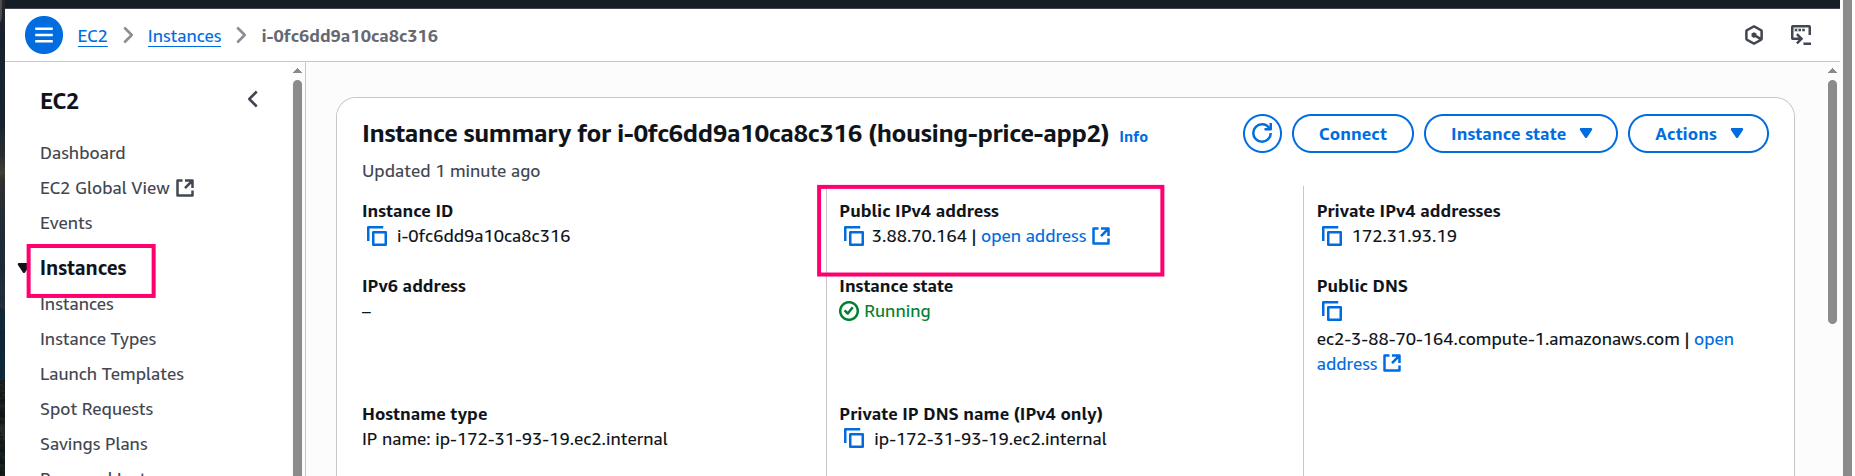 EC2 > Instances > i-0fc6dd9a10ca8c316
EC2
Dashboard
EC2 Global View
Events
Instances
Instances
Instance Types
Launch Templates
Spot Requests
Savings Plans
Instance summary for i-0fc6dd9a10ca8c316 (housing-price-app2) Info
Connect
Instance state
Actions
Updated 1 minute ago
Instance ID
i-0fc6dd9a10ca8c316
Public IPv4 address
3.88.70.164 | open address
Private IPv4 addresses
172.31.93.19
IPv6 address
–
Instance state
Running
Public DNS
ec2-3-88-70-164.compute-1.amazonaws.com | open
address
Hostname type
IP name: ip-172-31-93-19.ec2.internal
Private IP DNS name (IPv4 only)
ip-172-31-93-19.ec2.internal